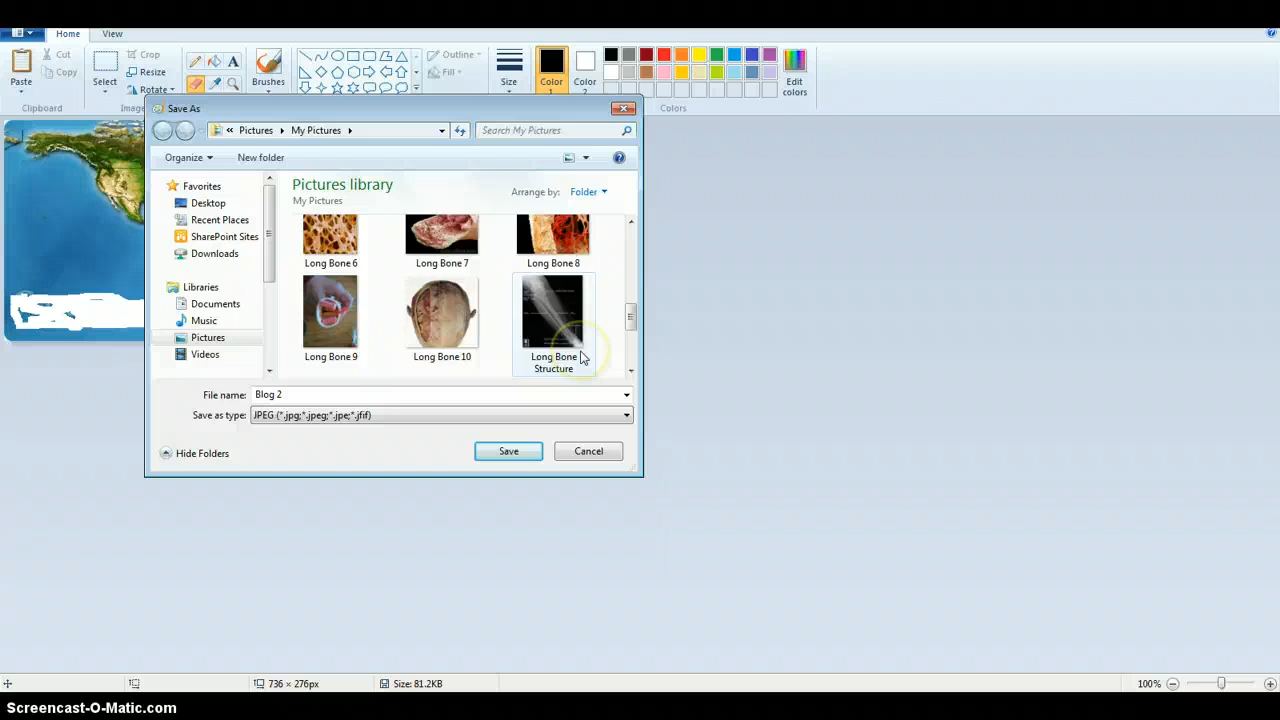 Home View
Paste
Cut
Copy
Clipboard
Select
Crop
Resize
Rotate
A
Brushes
Outline
Fill
Size
Color
1
Color
Edit
colors
Colors
Save As
« Pictures My Pictures
Search My Pictures
Organize New folder
Favorites
Desktop
Recent Places
SharePoint Sites
Downloads
Libraries
Documents
Music
Pictures
Videos
Pictures library
My Pictures
Arrange by: Folder
Long Bone 6 Long Bone 7 Long Bone 8
Long Bone 9 Long Bone 10 Long Bone
Structure
File name: Blog 2
Save as type: JPEG (*.jpg;*.jpeg;*.jpe;*.jfif)
Hide Folders
Save Cancel
736 × 276px Size: 81.2KB 100%
Screencast-O-Matic.com